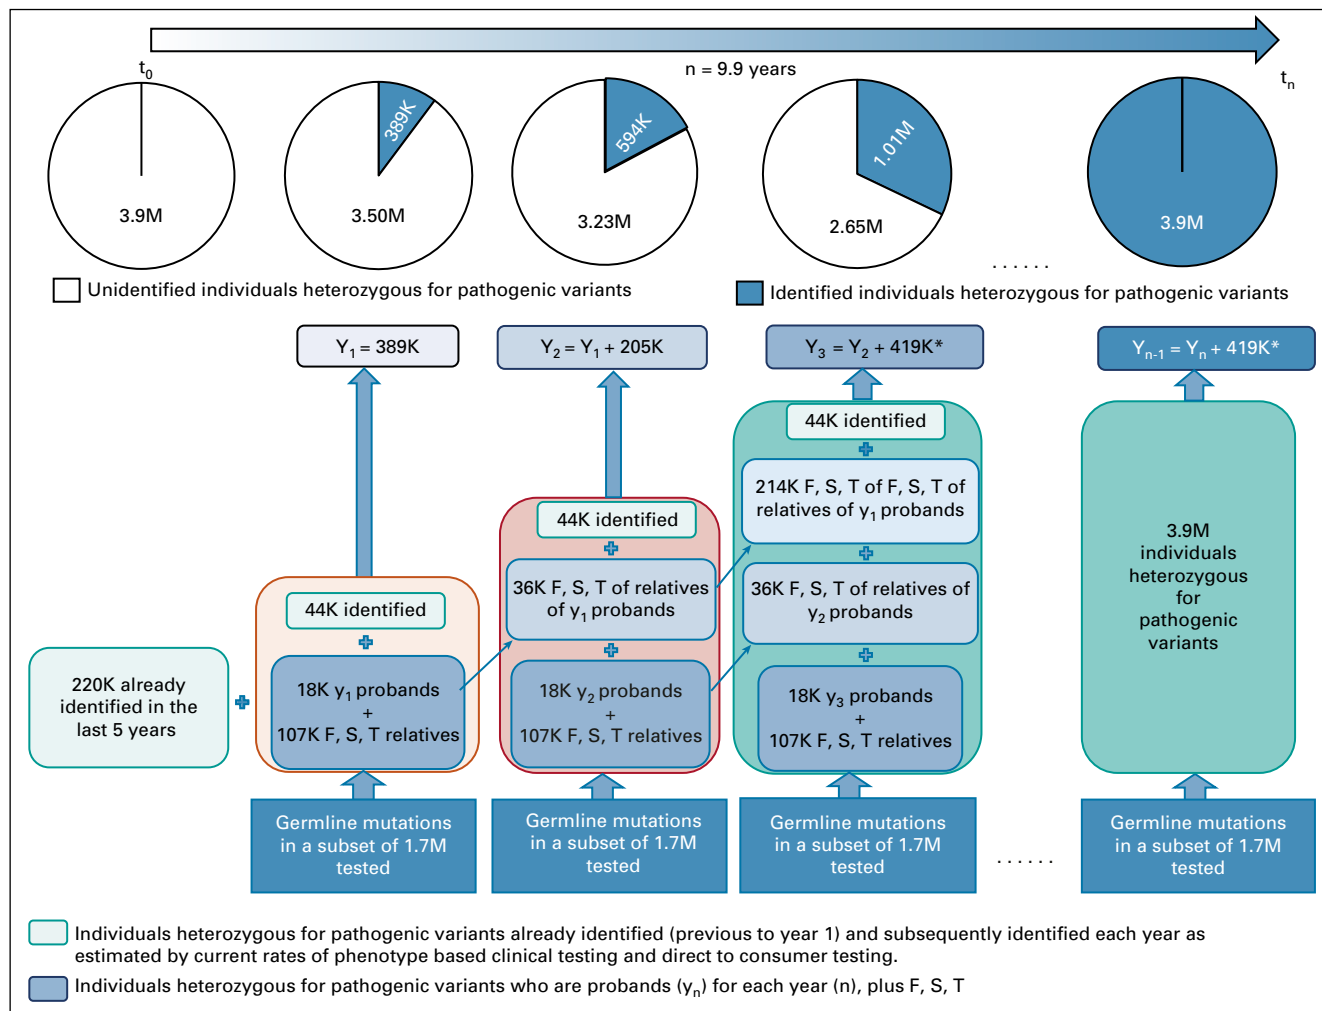 t0
n = 9.9 years
tn
3.9M
389K
3.50M
594K
3.23M
1.01M
2.65M
3.9M
. . . . . .
Unidentified individuals heterozygous for pathogenic variants
Identified individuals heterozygous for pathogenic variants
Y1 = 389K
Y2 = Y1 + 205K
Y3 = Y2 + 419K*
Yn-1 = Yn + 419K*
220K already
identified in the
last 5 years
44K identified
+
18K y1 probands
+
107K F, S, T relatives
44K identified
+
36K F, S, T of relatives
of y1 probands
+
18K y2 probands
+
107K F, S, T relatives
44K identified
+
214K F, S, T of F, S, T of
relatives of y1 probands
+
36K F, S, T of relatives of
y2 probands
+
18K y3 probands
+
107K F, S, T relatives
3.9M
individuals
heterozygous
for
pathogenic
variants
+
Germline mutations
in a subset of 1.7M
tested
Germline mutations
in a subset of 1.7M
tested
Germline mutations
in a subset of 1.7M
tested
. . . . . .
Germline mutations
in a subset of 1.7M
tested
Individuals heterozygous for pathogenic variants already identified (previous to year 1) and subsequently identified each year as
estimated by current rates of phenotype based clinical testing and direct to consumer testing.
Individuals heterozygous for pathogenic variants who are probands (yn) for each year (n), plus F, S, T